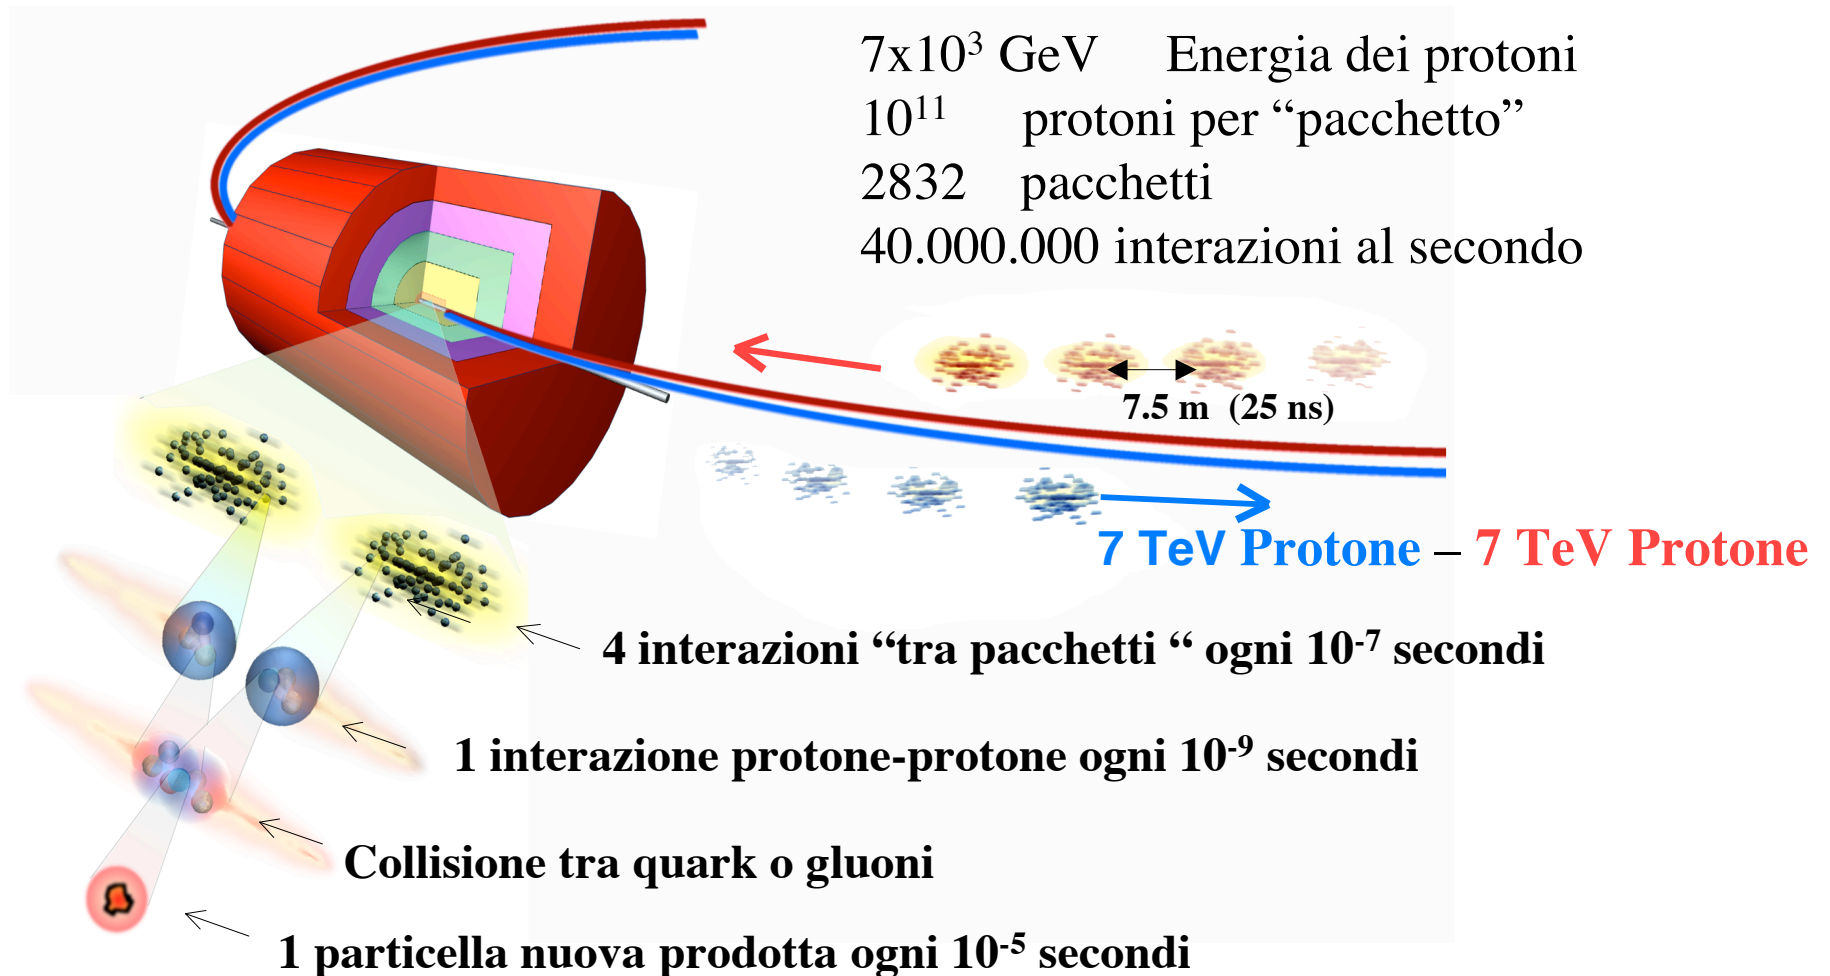 7x10³ GeV Energia dei protoni
10¹¹ protoni per “pacchetto”
2832 pacchetti
40.000.000 interazioni al secondo
7.5 m (25 ns)
7 TeV Protone – 7 TeV Protone
4 interazioni “tra pacchetti “ ogni 10⁻⁷ secondi
1 interazione protone-protone ogni 10⁻⁹ secondi
Collisione tra quark o gluoni
1 particella nuova prodotta ogni 10⁻⁵ secondi